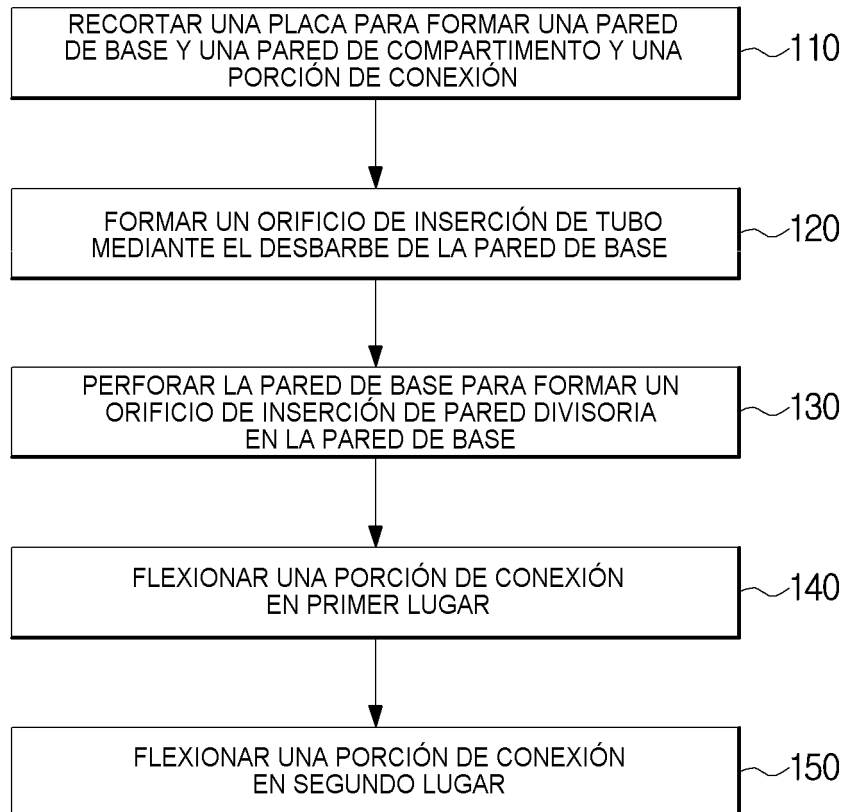 RECORTAR UNA PLACA PARA FORMAR UNA PARED
DE BASE Y UNA PARED DE COMPARTIMENTO Y UNA
PORCIÓN DE CONEXIÓN
110
FORMAR UN ORIFICIO DE INSERCIÓN DE TUBO
MEDIANTE EL DESBARBE DE LA PARED DE BASE
120
PERFORAR LA PARED DE BASE PARA FORMAR UN
ORIFICIO DE INSERCIÓN DE PARED DIVISORIA
EN LA PARED DE BASE
130
FLEXIONAR UNA PORCIÓN DE CONEXIÓN
EN PRIMER LUGAR
140
FLEXIONAR UNA PORCIÓN DE CONEXIÓN
EN SEGUNDO LUGAR
150